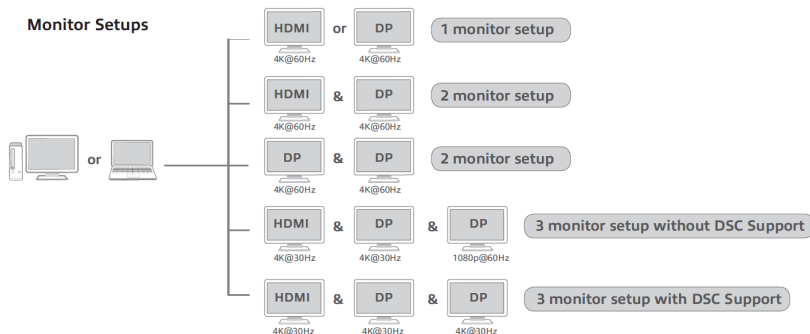 Monitor Setups
HDMI or DP 1 monitor setup
4K@60Hz 4K@60Hz
HDMI & DP 2 monitor setup
4K@60Hz 4K@60Hz
or
DP & DP 2 monitor setup
4K@60Hz 4K@60Hz
HDMI & DP & DP 3 monitor setup without DSC Support
4K@30Hz 4K@30Hz 1080p@60Hz
HDMI & DP & DP 3 monitor setup with DSC Support
4K@30Hz 4K@30Hz 4K@30Hz